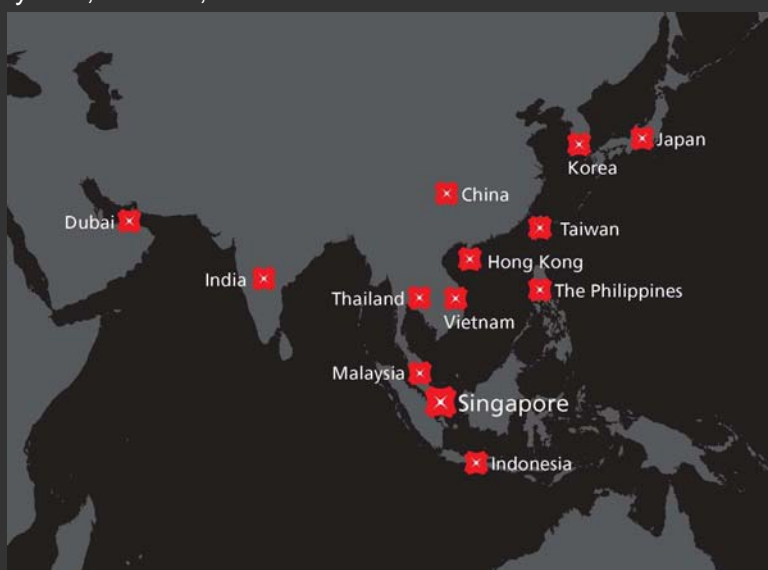 Japan
Korea
China
Dubai
Taiwan
Hong Kong
India
The Philippines
Thailand
Vietnam
Malaysia
Singapore
Indonesia